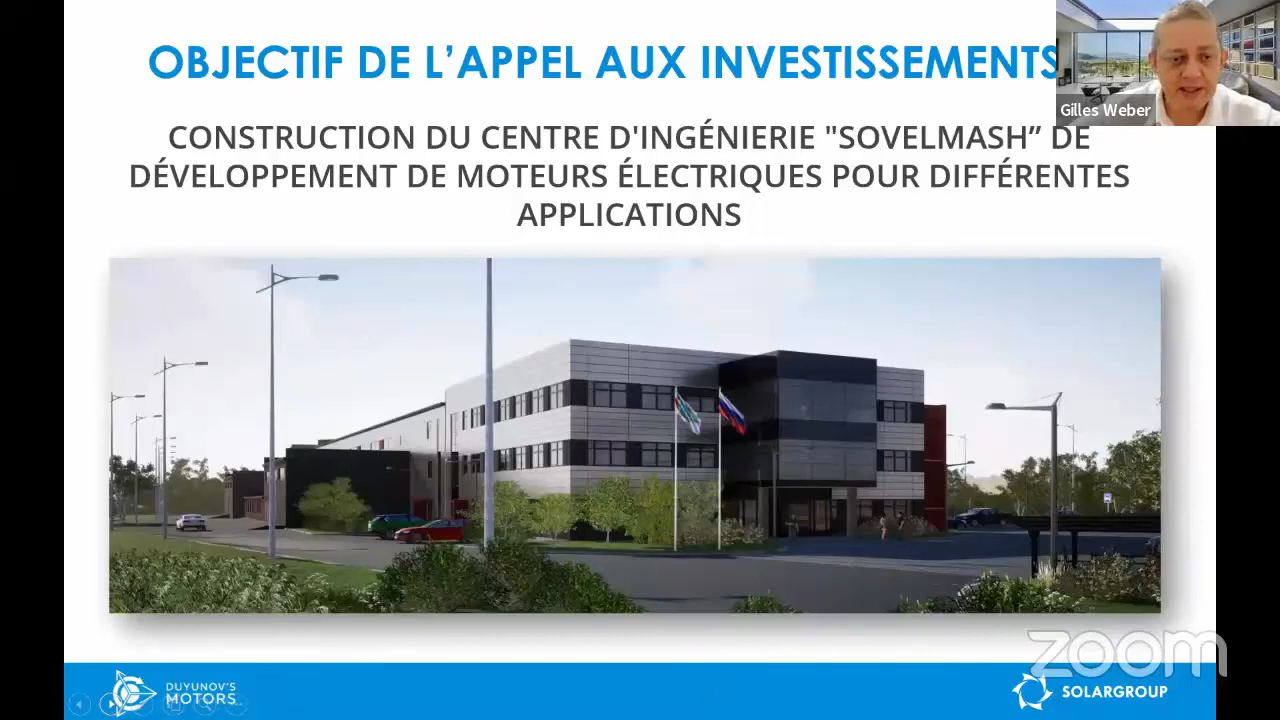 OBJECTIF DE L’APPEL AUX INVESTISSEMENTS
Gilles Weber
CONSTRUCTION DU CENTRE D'INGÉNIERIE "SOVELMASH” DE
DÉVELOPPEMENT DE MOTEURS ÉLECTRIQUES POUR DIFFÉRENTES
APPLICATIONS
zoom
DUYUNOV'S
MOTORS
SOLARGROUP